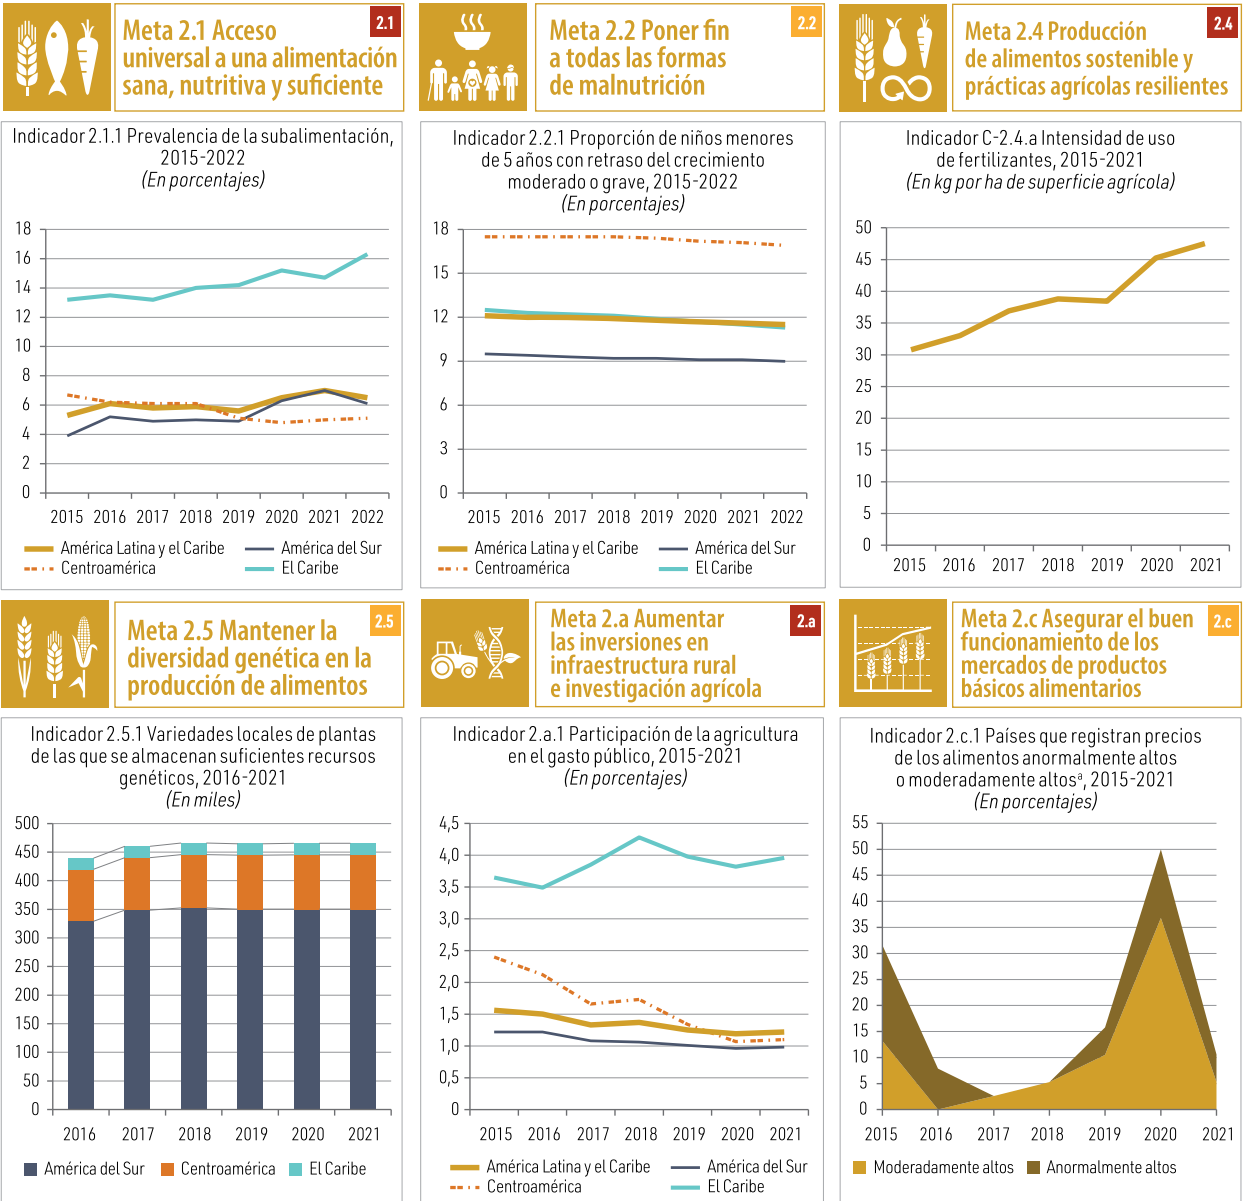 Meta 2.1 Acceso
universal a una alimentación
sana, nutritiva y suficiente
2.1
Indicador 2.1.1 Prevalencia de la subalimentación,
2015-2022
(En porcentajes)
18
16
14
12
10
8
6
4
2
0
2015 2016 2017 2018 2019 2020 2021 2022
América Latina y el Caribe América del Sur
Centroamérica El Caribe
Meta 2.2 Poner fin
a todas las formas
de malnutrición
2.2
Indicador 2.2.1 Proporción de niños menores
de 5 años con retraso del crecimiento
moderado o grave, 2015-2022
(En porcentajes)
18
15
12
9
6
3
0
2015 2016 2017 2018 2019 2020 2021 2022
América Latina y el Caribe América del Sur
Centroamérica El Caribe
Meta 2.4 Producción
de alimentos sostenible y
prácticas agrícolas resilientes
2.4
Indicador C-2.4.a Intensidad de uso
de fertilizantes, 2015-2021
(En kg por ha de superficie agrícola)
50
45
40
35
30
25
20
15
10
5
0
2015 2016 2017 2018 2019 2020 2021
Meta 2.5 Mantener la
diversidad genética en la
producción de alimentos
2.5
Indicador 2.5.1 Variedades locales de plantas
de las que se almacenan suficientes recursos
genéticos, 2016-2021
(En miles)
500
450
400
350
300
250
200
150
100
50
0
2016 2017 2018 2019 2020 2021
América del Sur Centroamérica El Caribe
Meta 2.a Aumentar
las inversiones en
infraestructura rural
e investigación agrícola
2.a
Indicador 2.a.1 Participación de la agricultura
en el gasto público, 2015-2021
(En porcentajes)
4,5
4,0
3,5
3,0
2,5
2,0
1,5
1,0
0,5
0
2015 2016 2017 2018 2019 2020 2021
América Latina y el Caribe América del Sur
Centroamérica El Caribe
Meta 2.c Asegurar el buen
funcionamiento de los
mercados de productos
básicos alimentarios
2.c
Indicador 2.c.1 Países que registran precios
de los alimentos anormalmente altos
o moderadamente altosª, 2015-2021
(En porcentajes)
55
50
45
40
35
30
25
20
15
10
5
0
2015 2016 2017 2018 2019 2020 2021
Moderadamente altos Anormalmente altos